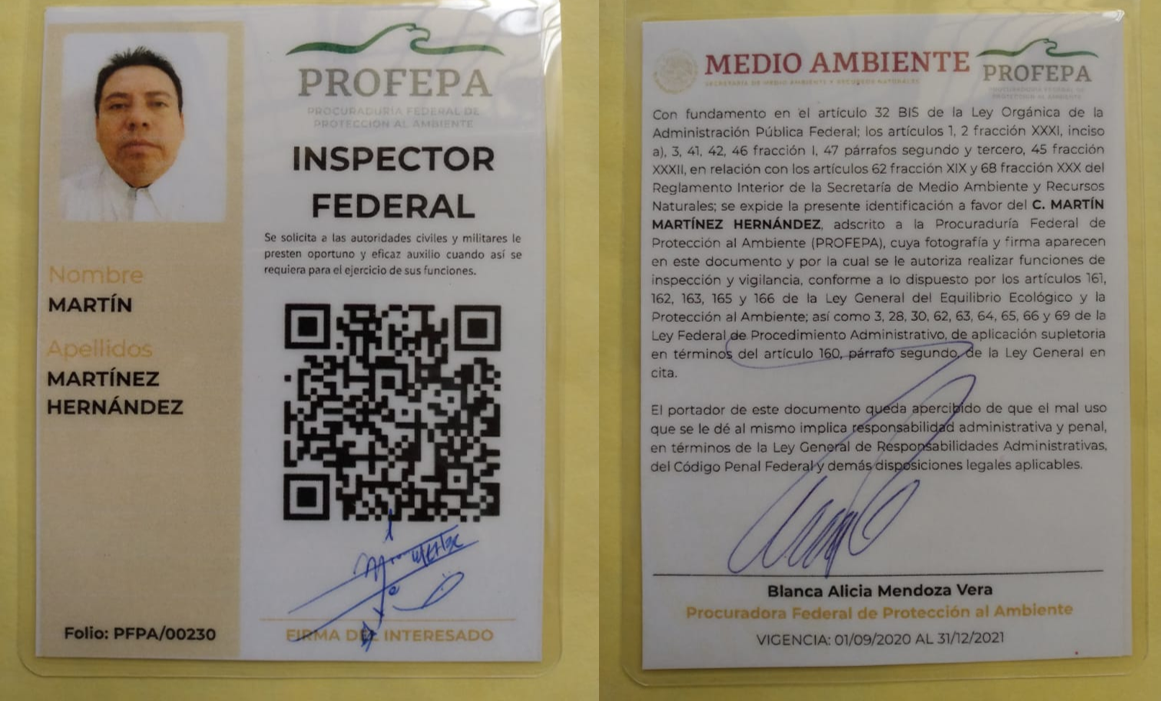 PROFEPA
PROCURADURÍA FEDERAL DE
PROTECCIÓN AL AMBIENTE
INSPECTOR
FEDERAL
Se solicita a las autoridades civiles y militares le
presten oportuno y eficaz auxilio cuando así se
requiera para el ejercicio de sus funciones.
Nombre
MARTÍN
Apellidos
MARTÍNEZ
HERNÁNDEZ
Folio: PFPA/00230
FIRMA DEL INTERESADO
MEDIO AMBIENTE
SECRETARÍA DE MEDIO AMBIENTE Y RECURSOS NATURALES
PROFEPA
PROCURADURÍA FEDERAL DE
PROTECCIÓN AL AMBIENTE
Con fundamento en el artículo 32 BIS de la Ley Orgánica de la
Administración Pública Federal; los artículos 1, 2 fracción XXXI, inciso
a), 3, 41, 42, 46 fracción I, 47 párrafos segundo y tercero, 45 fracción
XXXII, en relación con los artículos 62 fracción XIX y 68 fracción XXX del
Reglamento Interior de la Secretaría de Medio Ambiente y Recursos
Naturales; se expide la presente identificación a favor del C. MARTÍN
MARTÍNEZ HERNÁNDEZ, adscrito a la Procuraduría Federal de
Protección al Ambiente (PROFEPA), cuya fotografía y firma aparecen
en este documento y por la cual se le autoriza realizar funciones de
inspección y vigilancia, conforme a lo dispuesto por los artículos 161,
162, 163, 165 y 166 de la Ley General del Equilibrio Ecológico y la
Protección al Ambiente; así como 3, 28, 30, 62, 63, 64, 65, 66 y 69 de la
Ley Federal de Procedimiento Administrativo, de aplicación supletoria
en términos del artículo 160, párrafo segundo, de la Ley General en
cita.
El portador de este documento queda apercibido de que el mal uso
que se le dé al mismo implica responsabilidad administrativa y penal,
en términos de la Ley General de Responsabilidades Administrativas,
del Código Penal Federal y demás disposiciones legales aplicables.
Blanca Alicia Mendoza Vera
Procuradora Federal de Protección al Ambiente
VIGENCIA: 01/09/2020 AL 31/12/2021